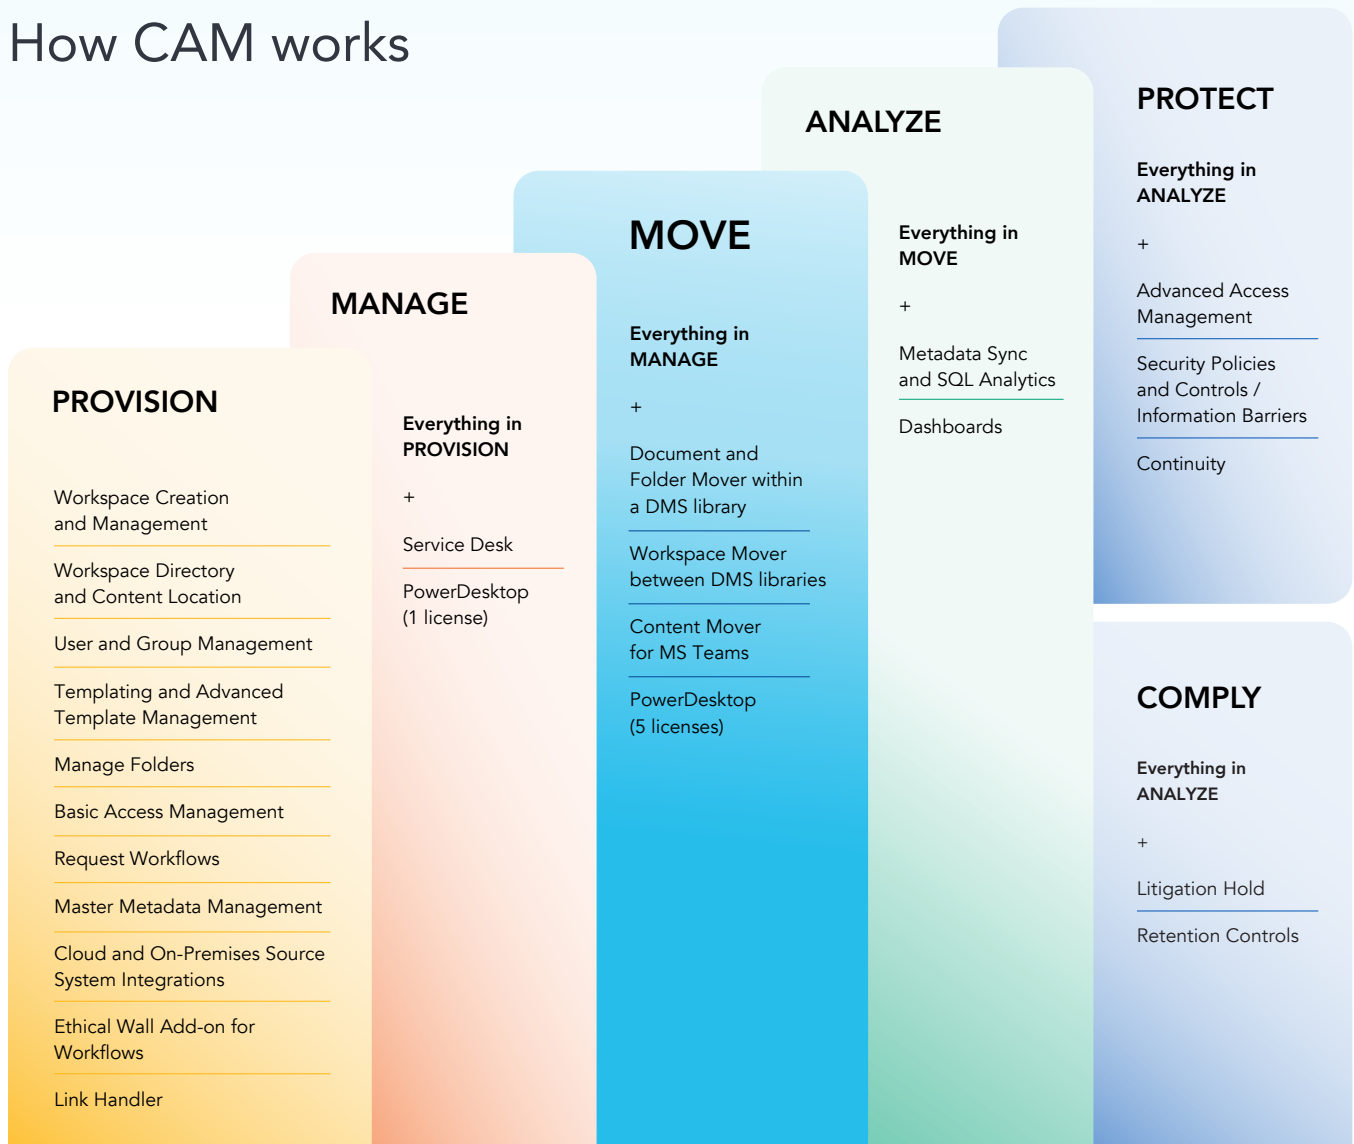 How CAM works
PROVISION
Workspace Creation
and Management
Workspace Directory
and Content Location
User and Group Management
Templating and Advanced
Template Management
Manage Folders
Basic Access Management
Request Workflows
Master Metadata Management
Cloud and On-Premises Source
System Integrations
Ethical Wall Add-on for
Workflows
Link Handler
MANAGE
Everything in
PROVISION
+
Service Desk
PowerDesktop
(1 license)
MOVE
Everything in
MANAGE
+
Document and
Folder Mover within
a DMS library
Workspace Mover
between DMS libraries
Content Mover
for MS Teams
PowerDesktop
(5 licenses)
ANALYZE
Everything in
MOVE
+
Metadata Sync
and SQL Analytics
Dashboards
PROTECT
Everything in
ANALYZE
+
Advanced Access
Management
Security Policies
and Controls /
Information Barriers
Continuity
COMPLY
Everything in
ANALYZE
+
Litigation Hold
Retention Controls